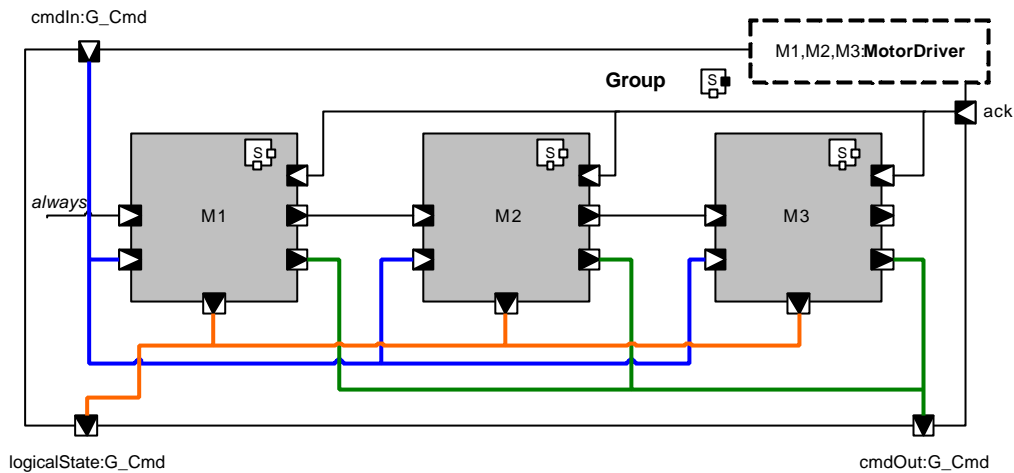 cmdIn:G_Cmd
M1,M2,M3:MotorDriver
Group
S
ack
S
S
S
always
M1
M2
M3
logicalState:G_Cmd
cmdOut:G_Cmd